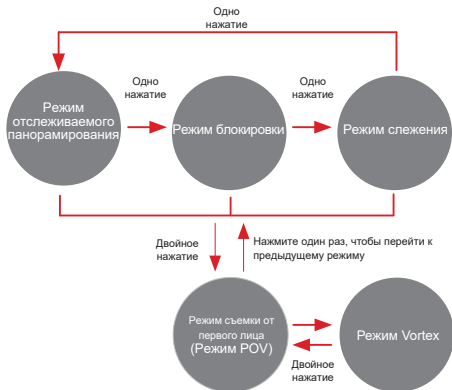 Одно
нажатие
Одно
нажатие
Одно
нажатие
Режим
отслеживаемого
панорамирования
Режим блокировки
Режим слежения
Двойное
нажатие
Нажмите один раз, чтобы перейти к
предыдущему режиму
Режим съемки от
первого лица
(Режим POV)
Режим Vortex
Двойное
нажатие